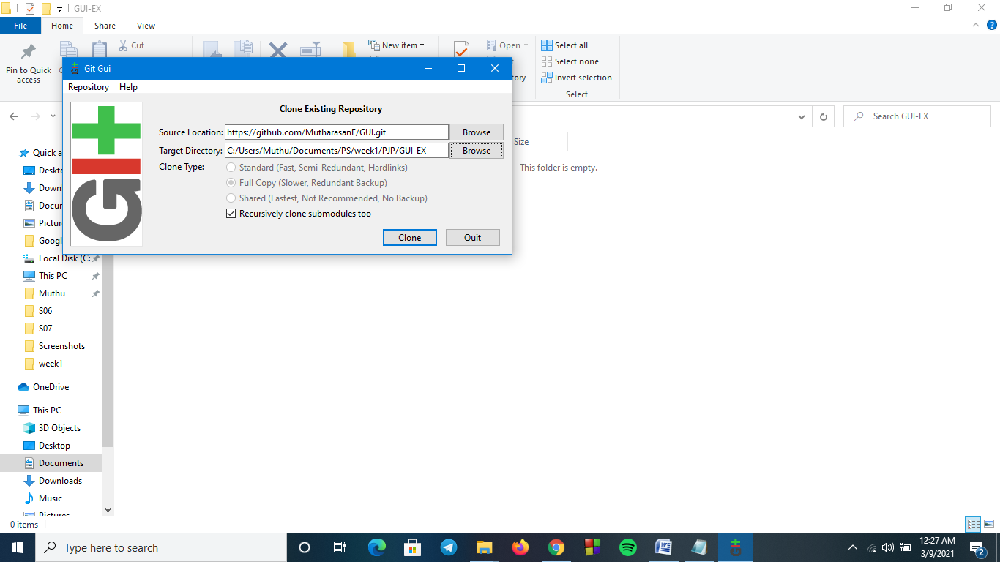 GUI-EX
File Home Share View
Pin to Quick access
Cut
New item
Open
Select all
Select none
Invert selection
Select
Git Gui
Repository Help
GIT
Clone Existing Repository
Source Location: https://github.com/MutharasanE/GUI.git Browse
Target Directory: C:/Users/Muthu/Documents/PS/week1/PJP/GUI-EX Browse
Clone Type: Standard (Fast, Semi-Redundant, Hardlinks)
Full Copy (Slower, Redundant Backup)
Shared (Fastest, Not Recommended, No Backup)
Recursively clone submodules too
Clone Quit
Search GUI-EX
Size
This folder is empty.
Quick a
Deskto
Down
Docur
Pictur
Googl
Local Disk (C:
This PC
Muthu
S06
S07
Screenshots
week1
OneDrive
This PC
3D Objects
Desktop
Documents
Downloads
Music
Pictures
0 items
Type here to search
12:27 AM
3/9/2021
2